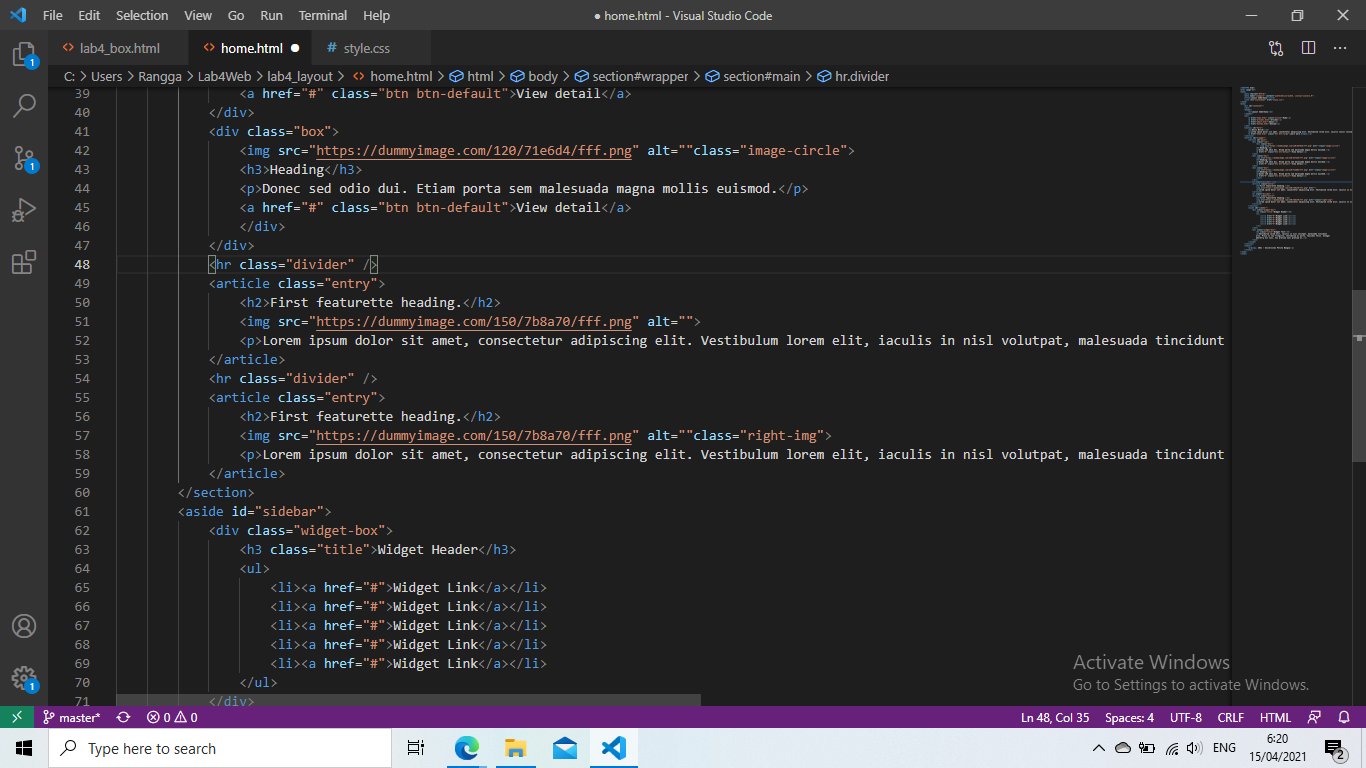 File Edit Selection View Go Run Terminal Help ● home.html - Visual Studio Code
lab4_box.html home.html ● # style.css
C: > Users > Rangga > Lab4Web > lab4_layout > home.html > html > body > section#wrapper > section#main > hr.divider
39 <a href="#" class="btn btn-default">View detail</a>
40 </div>
41 <div class="box">
42 <img src="https://dummyimage.com/120/71e6d4/fff.png" alt=""class="image-circle">
43 <h3>Heading</h3>
44 <p>Donec sed odio dui. Etiam porta sem malesuada magna mollis euismod.</p>
45 <a href="#" class="btn btn-default">View detail</a>
46 </div>
47 </div>
48 <hr class="divider" />
49 <article class="entry">
50 <h2>First featurette heading.</h2>
51 <img src="https://dummyimage.com/150/7b8a70/fff.png" alt="">
52 <p>Lorem ipsum dolor sit amet, consectetur adipiscing elit. Vestibulum lorem elit, iaculis in nisl volutpat, malesuada tincidunt
53 </article>
54 <hr class="divider" />
55 <article class="entry">
56 <h2>First featurette heading.</h2>
57 <img src="https://dummyimage.com/150/7b8a70/fff.png" alt=""class="right-img">
58 <p>Lorem ipsum dolor sit amet, consectetur adipiscing elit. Vestibulum lorem elit, iaculis in nisl volutpat, malesuada tincidunt
59 </article>
60 </section>
61 <aside id="sidebar">
62 <div class="widget-box">
63 <h3 class="title">Widget Header</h3>
64 <ul>
65 <li><a href="#">Widget Link</a></li>
66 <li><a href="#">Widget Link</a></li>
67 <li><a href="#">Widget Link</a></li>
68 <li><a href="#">Widget Link</a></li>
69 <li><a href="#">Widget Link</a></li>
70 </ul>
71 </div>
Activate Windows
Go to Settings to activate Windows.
1
1
1
master* 0 0 Ln 48, Col 35 Spaces: 4 UTF-8 CRLF HTML
Type here to search ENG 6:20
15/04/2021 2